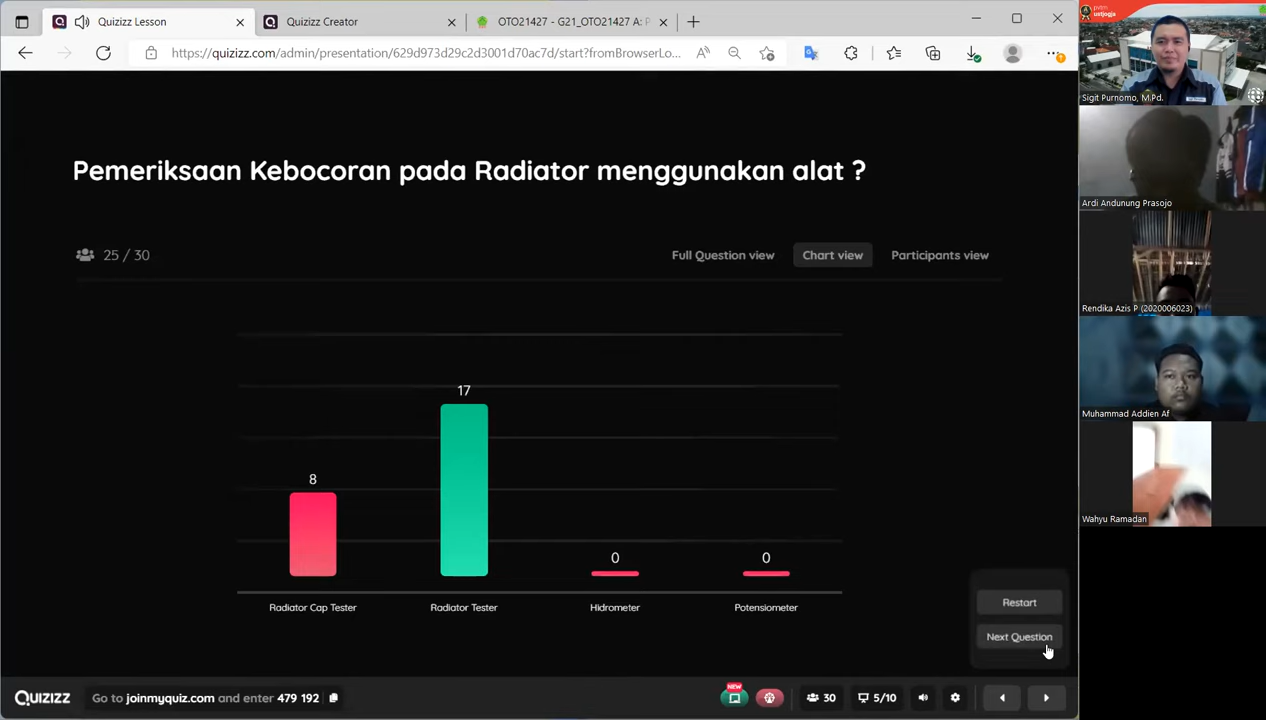 Quizizz Lesson
Quizizz Creator
OTO21427 - G21_OTO21427 A: P
https://quizizz.com/admin/presentation/629d973d29c2d3001d70ac7d/start?fromBrowserLo...
Pemeriksaan Kebocoran pada Radiator menggunakan alat ?
25 / 30
Full Question view
Chart view
Participants view
8
17
0
0
Radiator Cap Tester
Radiator Tester
Hidrometer
Potensiometer
Restart
Next Question
QUIZIZZ
Go to joinmyquiz.com and enter 479 192
NEW
30
5/10
ustjogja
Sigit Purnomo, M.Pd.
Ardi Andunung Prasojo
Rendika Azis P (2020006023)
Muhammad Addien Af
Wahyu Ramadan